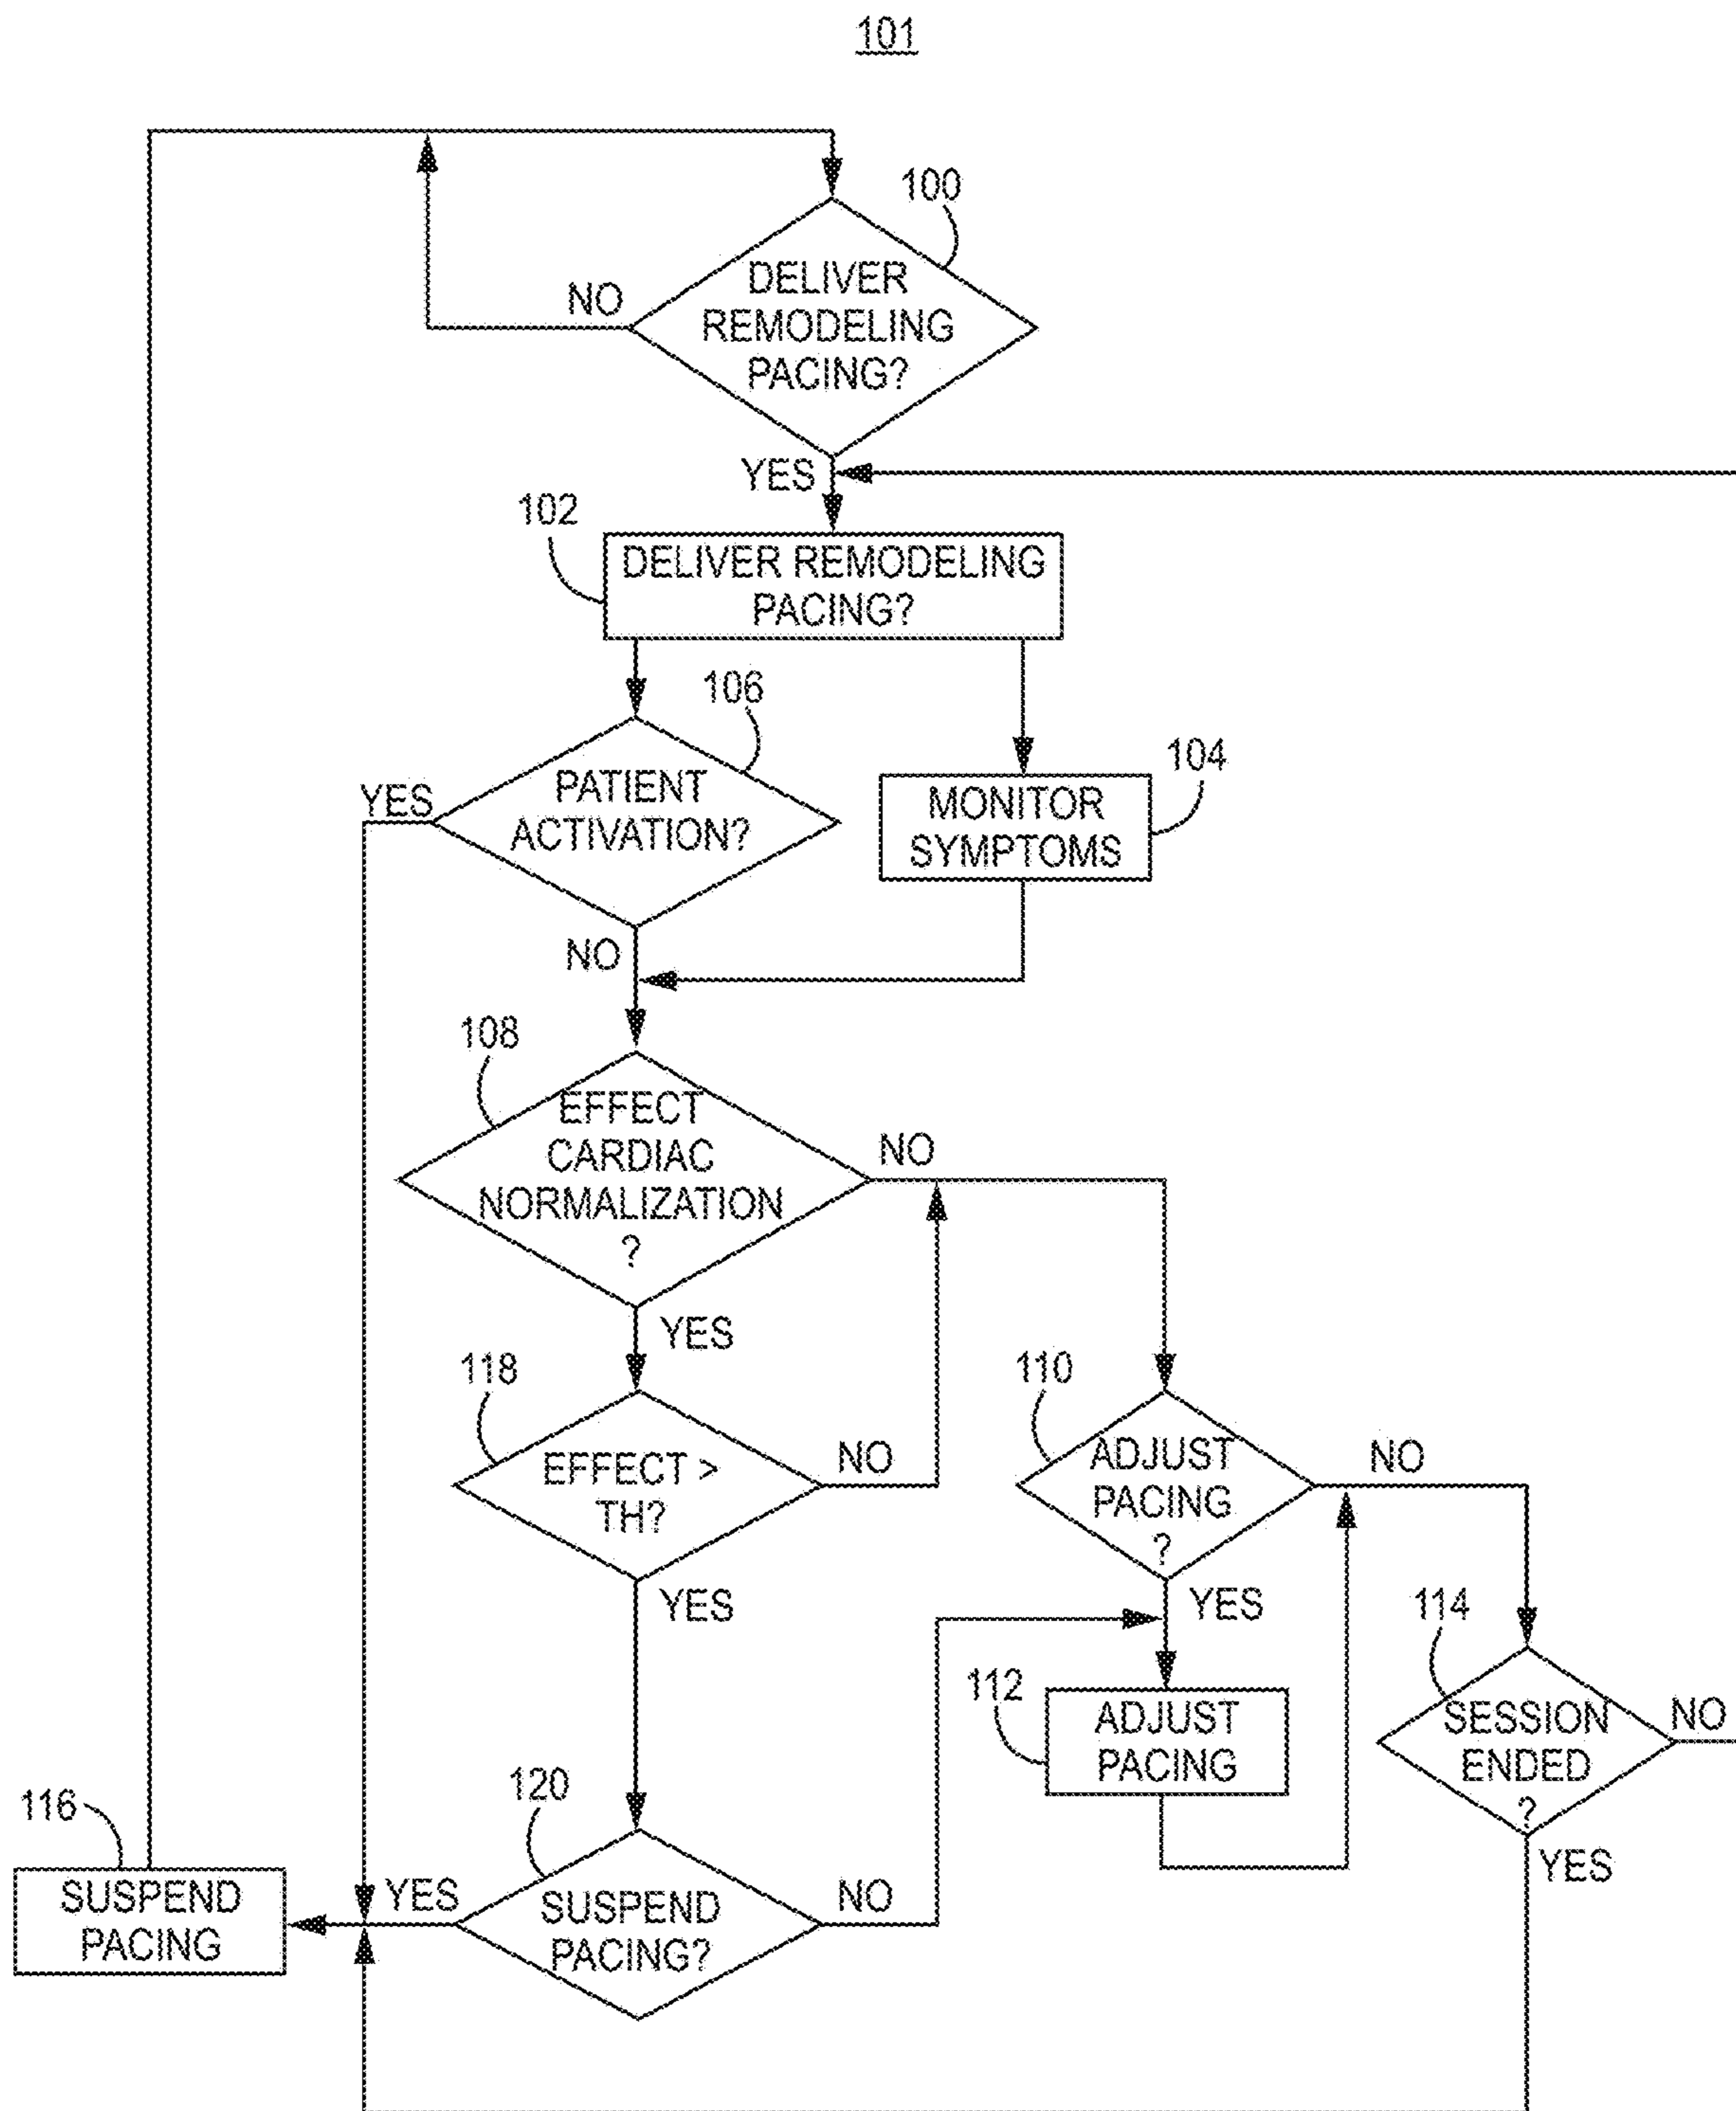 101
100
DELIVER
REMODELING
PACING?
NO
YES
102
DELIVER REMODELING
PACING?
106
PATIENT
ACTIVATION?
YES
NO
104
MONITOR
SYMPTOMS
108
EFFECT
CARDIAC
NORMALIZATION
?
NO
YES
118
EFFECT >
TH?
NO
YES
110
ADJUST
PACING
?
NO
YES
112
ADJUST
PACING
114
SESSION
ENDED
?
NO
YES
120
SUSPEND
PACING?
YES
NO
116
SUSPEND
PACING